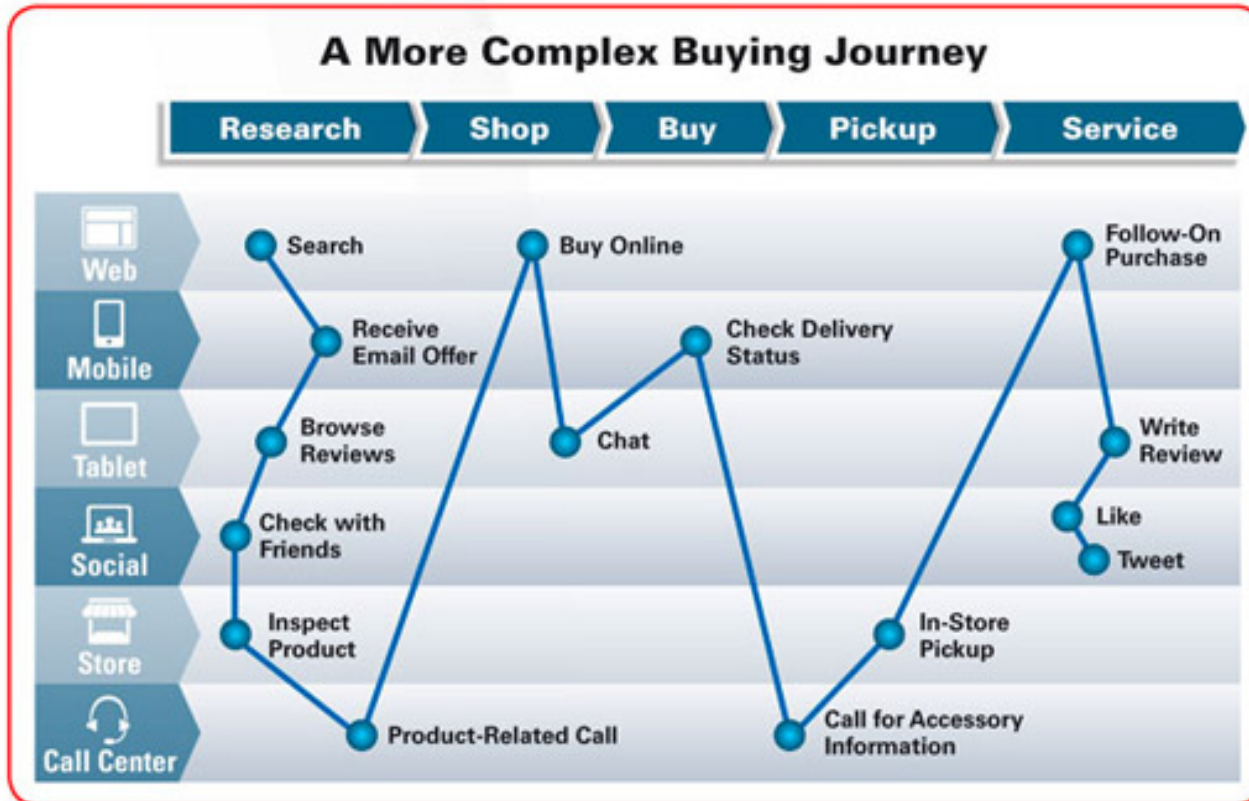 A More Complex Buying Journey
Research
Shop
Buy
Pickup
Service
Web
Search
Buy Online
Follow-On
Purchase
Mobile
Receive
Email Offer
Check Delivery
Status
Tablet
Browse
Reviews
Chat
Write
Review
Social
Check with
Friends
Like
Tweet
Store
Inspect
Product
In-Store
Pickup
Call Center
Product-Related Call
Call for Accessory
Information